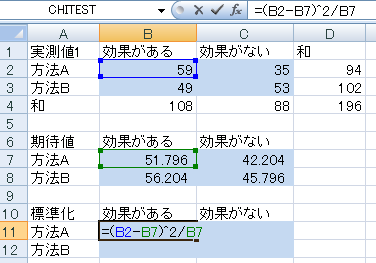 CHITEST =(B2-B7)^2/B7
A B C D
1 実測値1 効果がある 効果がない 和
2 方法A 59 35 94
3 方法B 49 53 102
4 和 108 88 196
5
6 期待値 効果がある 効果がない
7 方法A 51.796 42.204
8 方法B 56.204 45.796
9
10 標準化 効果がある 効果がない
11 方法A =(B2-B7)^2/B7
12 方法B